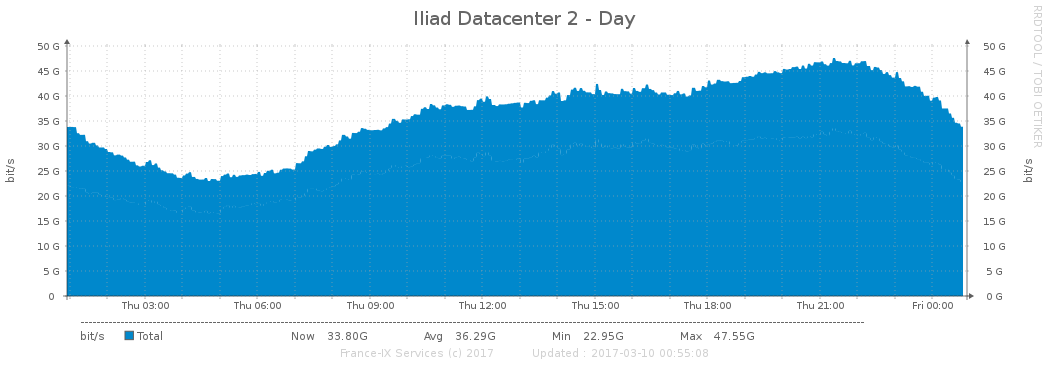 Iliad Datacenter 2 - Day
RRDTOOL / TOBI OETIKER
50 G 50 G
45 G 45 G
40 G 40 G
35 G 35 G
30 G 30 G
25 G 25 G
20 G 20 G
15 G 15 G
10 G 10 G
5 G 5 G
0 0 G
bit/s bit/s
Thu 03:00 Thu 06:00 Thu 09:00 Thu 12:00 Thu 15:00 Thu 18:00 Thu 21:00 Fri 00:00
bit/s Total Now 33.80G Avg 36.29G Min 22.95G Max 47.55G
France-IX Services (c) 2017 Updated : 2017-03-10 00:55:08